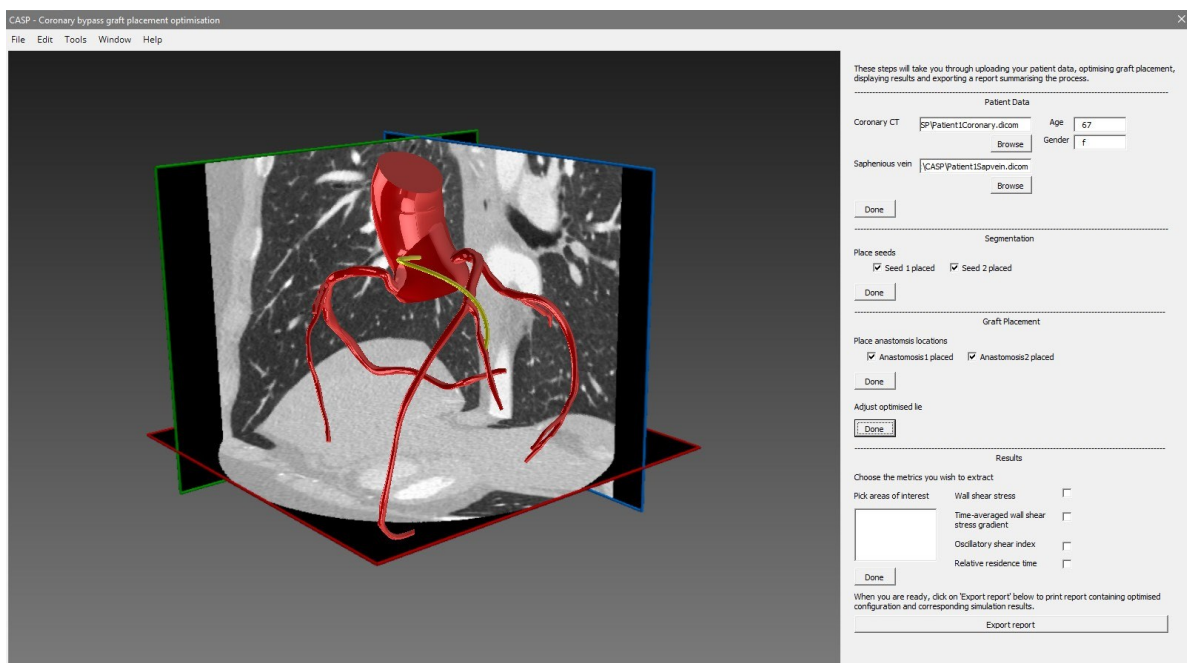 CASP - Coronary bypass graft placement optimisation
File Edit Tools Window Help
These steps will take you through uploading your patient data, optimising graft placement,
displaying results and exporting a report summarising the process.
Patient Data
Coronary CT SP\Patient1Coronary.dicom Age 67
Browse Gender f
Saphenious vein \CASP\Patient1Sapvein.dicom
Browse
Done
Segmentation
Place seeds
Seed 1 placed Seed 2 placed
Done
Graft Placement
Place anastomsis locations
Anastomosis1 placed Anastomosis2 placed
Done
Adjust optimised lie
Done
Results
Choose the metrics you wish to extract
Pick areas of interest Wall shear stress
Time-averaged wall shear
stress gradient
Oscillatory shear index
Relative residence time
Done
When you are ready, click on 'Export report' below to print report containing optimised
configuration and corresponding simulation results.
Export report